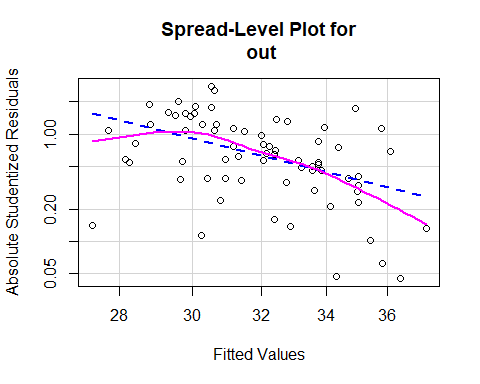 Spread-Level Plot for
out
Absolute Studentized Residuals
1.00
0.20
0.05
28 30 32 34 36
Fitted Values